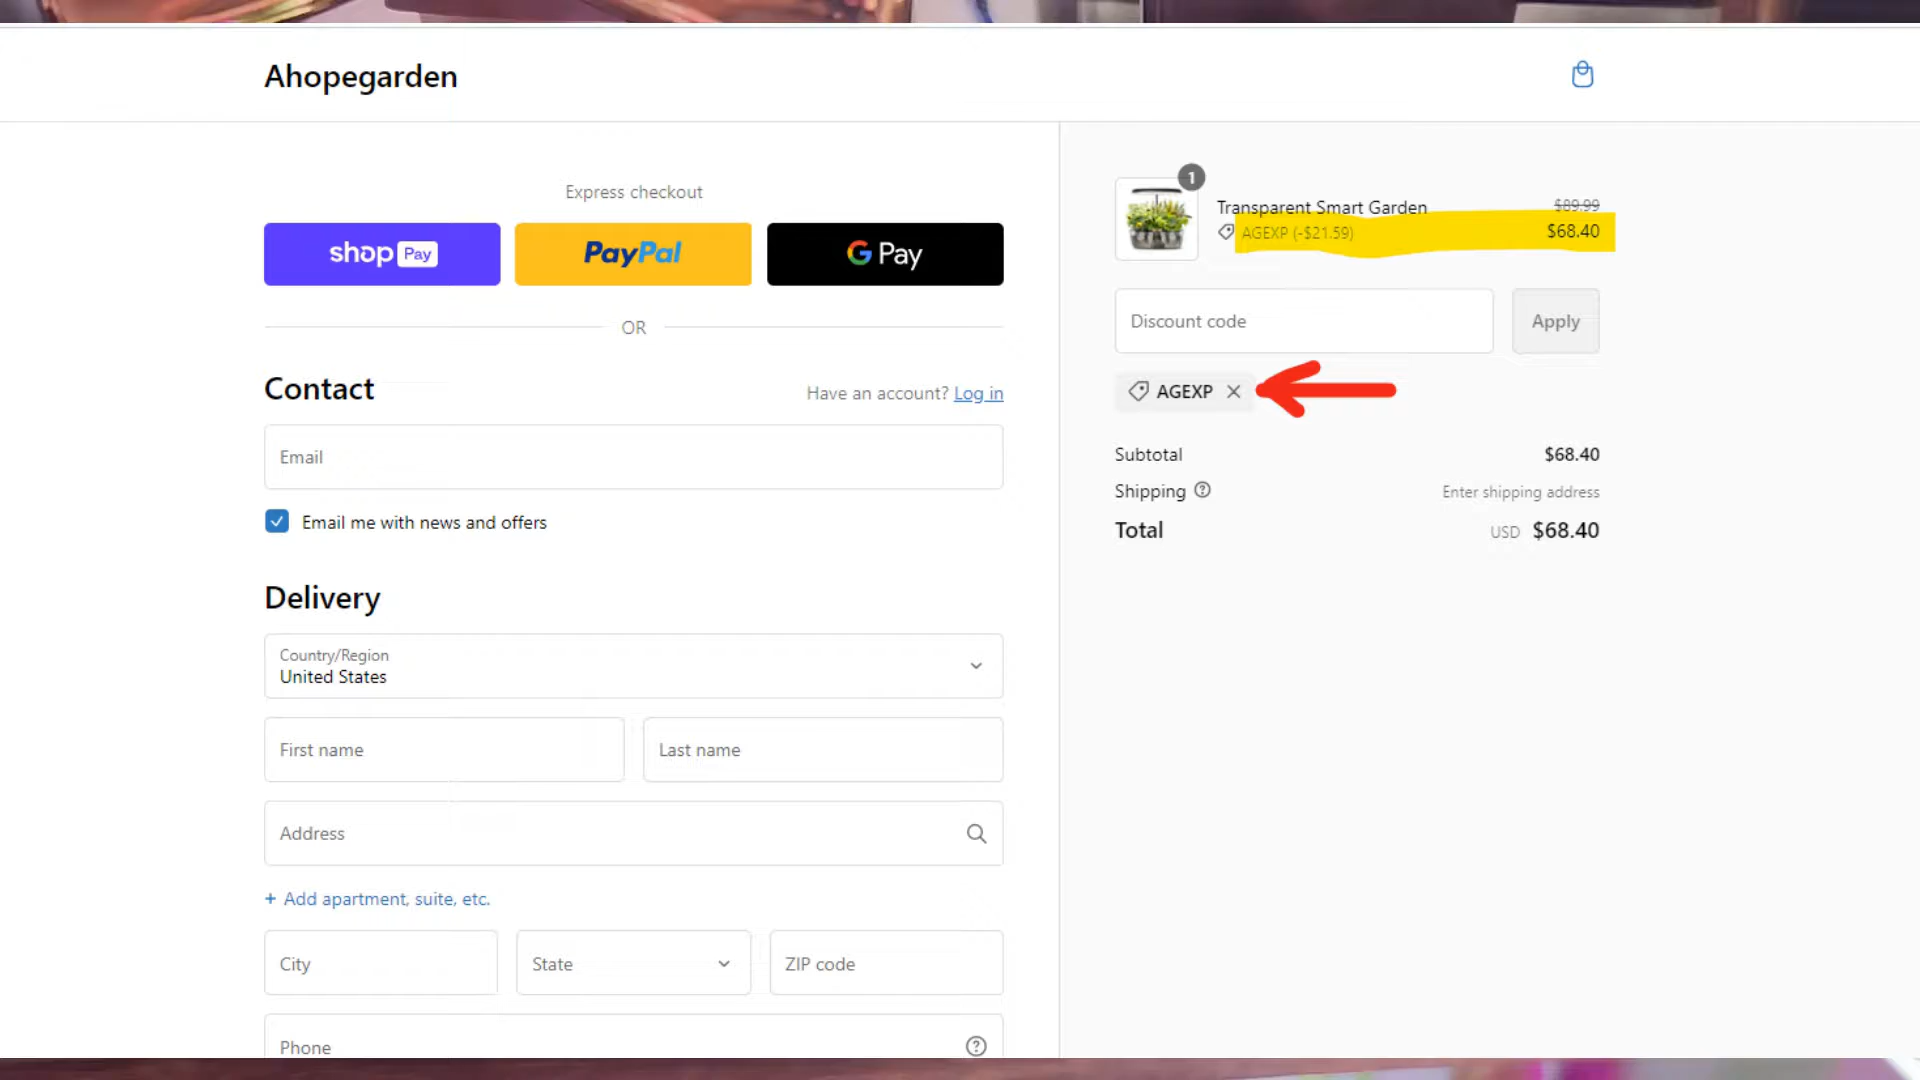 Ahopegarden
Express checkout
shop Pay
PayPal
G Pay
OR
Contact
Have an account? Log in
Email
Email me with news and offers
Delivery
Country/Region
United States
First name
Last name
Address
+ Add apartment, suite, etc.
City
State
ZIP code
Phone
1
Transparent Smart Garden
$89.99
AGEXP (-$21.59)
$68.40
Discount code
Apply
AGEXP
Subtotal
$68.40
Shipping
Enter shipping address
Total
USD $68.40